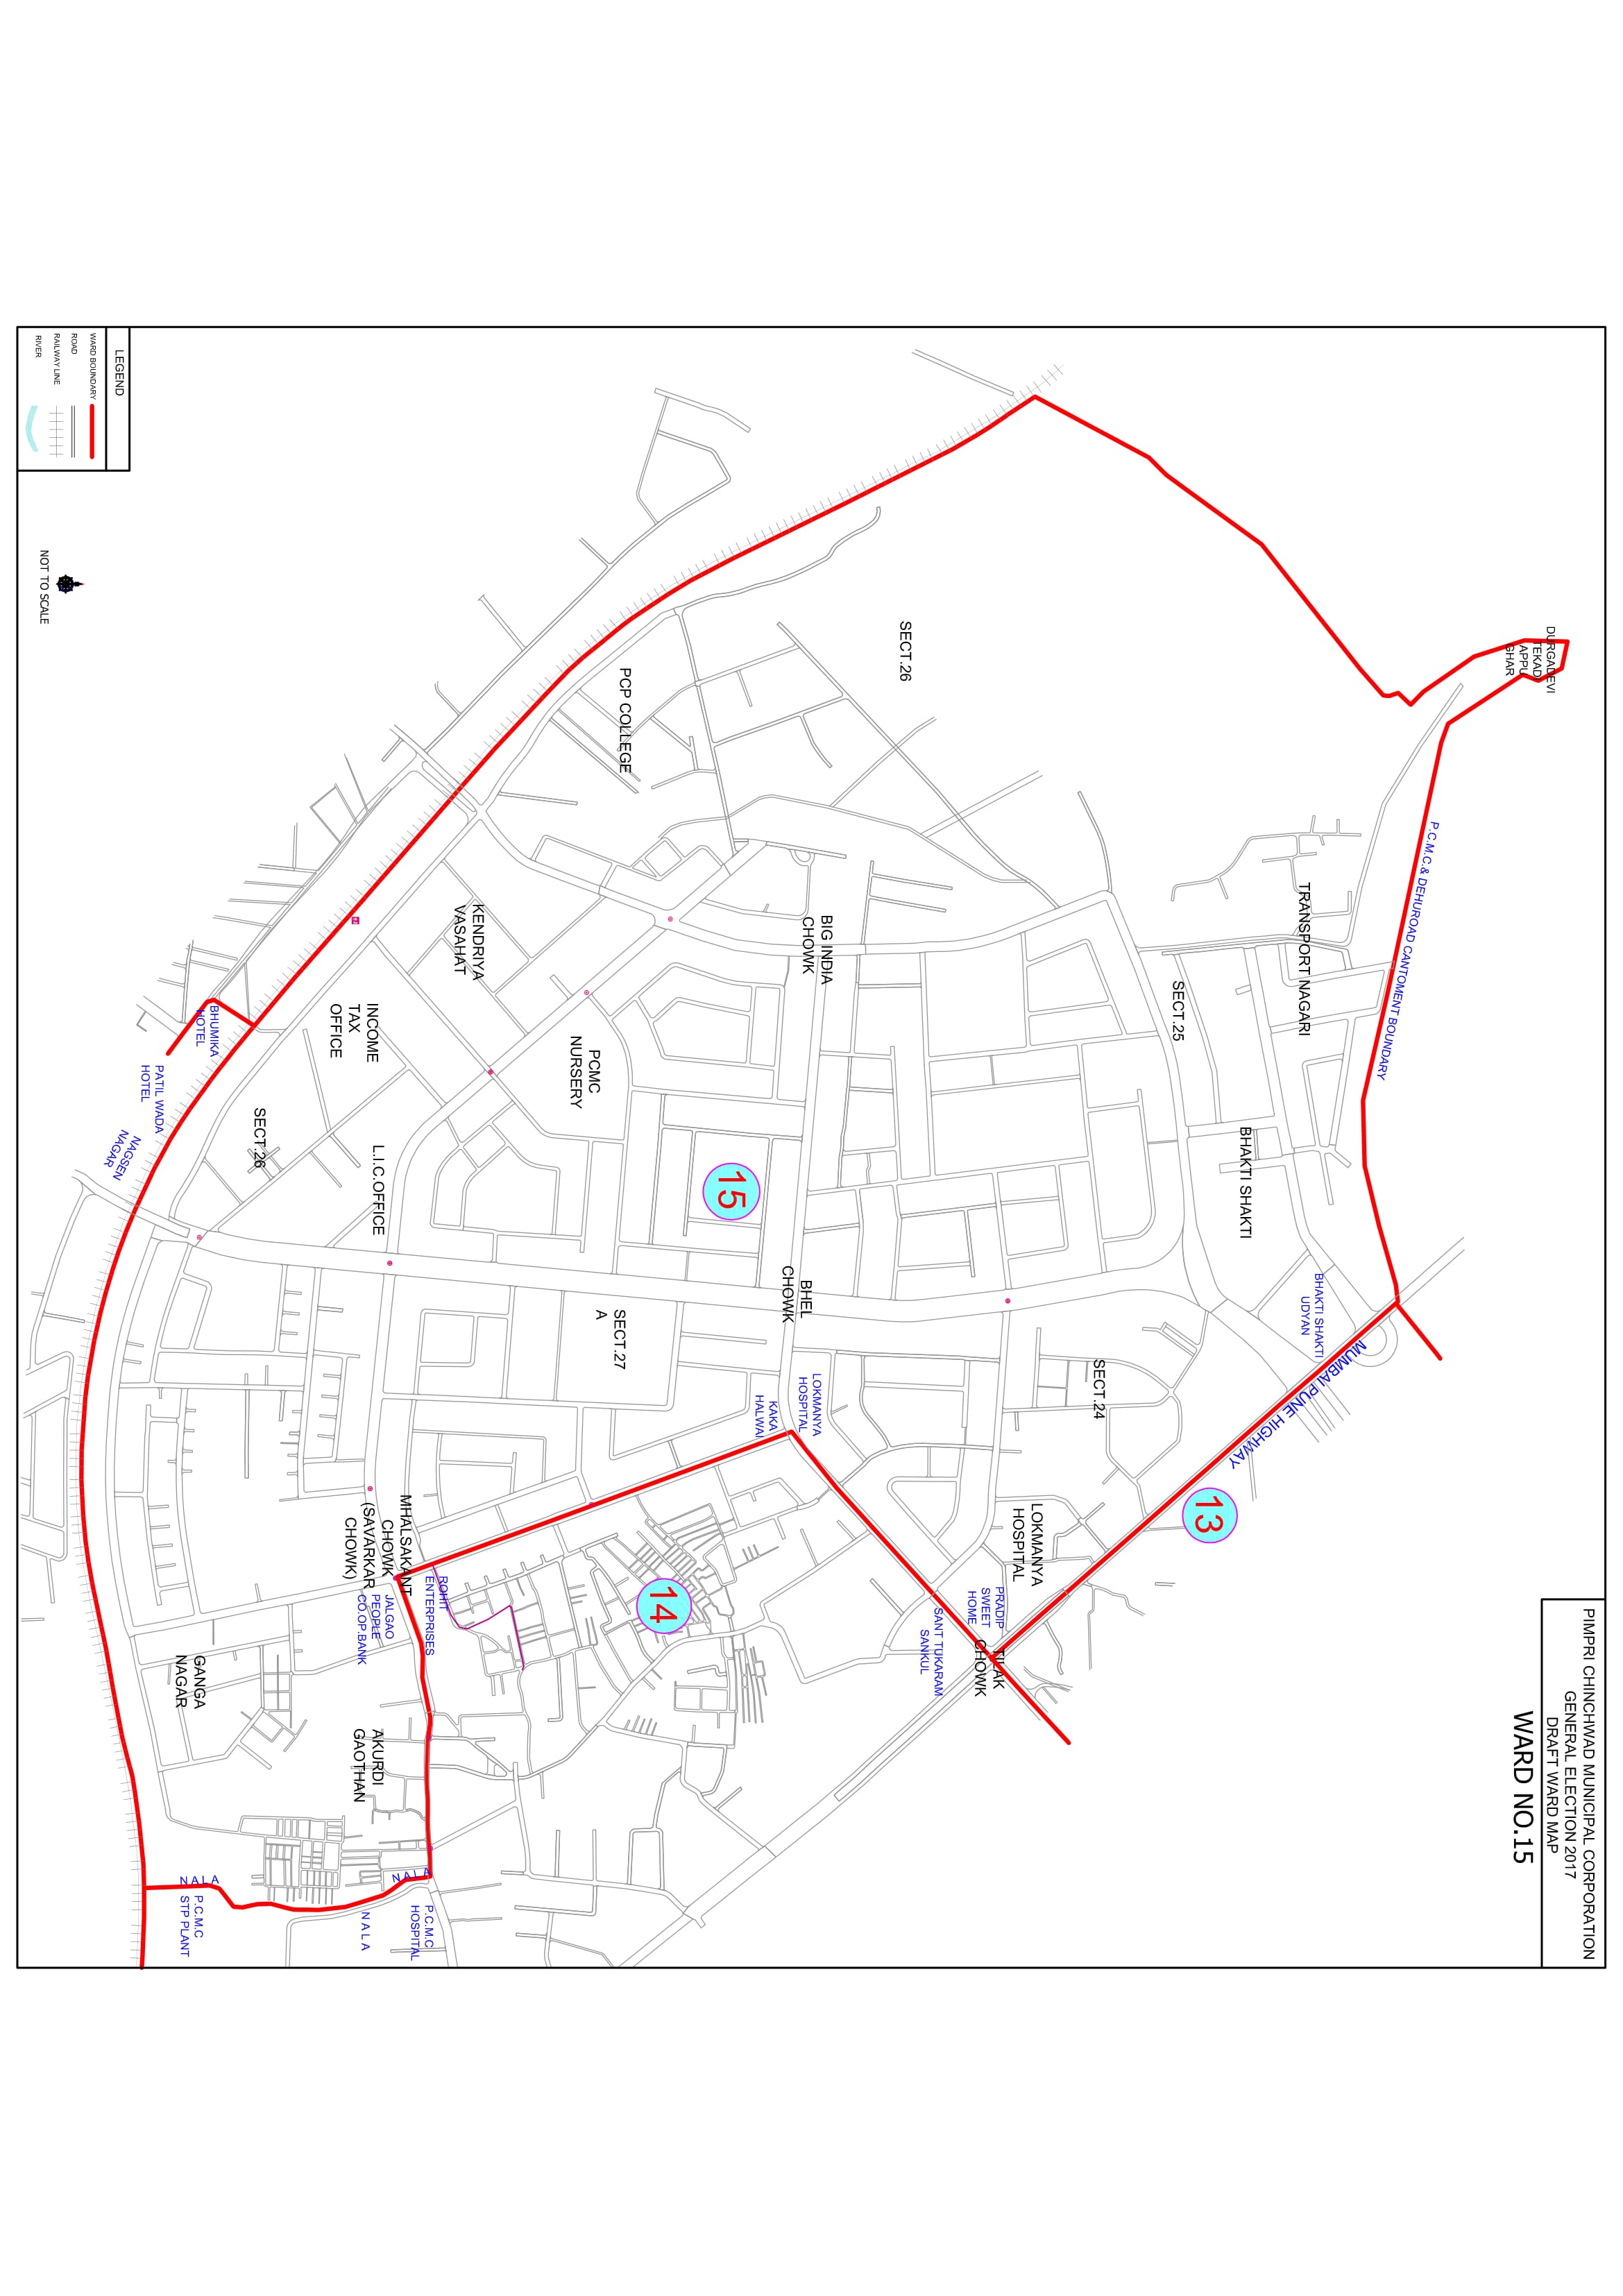 PIMPRI CHINCHWAD MUNICIPAL CORPORATION
GENERAL ELECTION 2017
DRAFT WARD MAP
WARD NO.15
DURGADEVI
TEKADI
APPU
GHAR
P.C.M.C.& DEHUROAD CANTOMENT BOUNDARY
TRANSPORT NAGARI
BHAKTI SHAKTI
UDYAN
MUMBAI PUNE HIGHWAY
BHAKTI SHAKTI
13
SECT.25
SECT.24
LOKMANYA
HOSPITAL
PRADIP
SWEET
HOME
TILAK
CHOWK
SANT TUKARAM
SANKUL
SECT.26
BIG INDIA
CHOWK
BHEL
CHOWK
LOKMANYA
HOSPITAL
KAKA
HALWAI
15
14
PCP COLLEGE
PCMC
NURSERY
SECT.27
A
KENDRIYA
VASAHAT
ROHIT
ENTERPRISES
MHALSAKANT
CHOWK
(SAVARKAR
CHOWK)
JALGAO
PEOPLE
CO.OP.BANK
INCOME
TAX
OFFICE
L.I.C.OFFICE
AKURDI
GAOTHAN
NALA
P.C.M.C
HOSPITAL
N A L A
SECT.26
BHUMIKA
HOTEL
PATIL WADA
HOTEL
NAGSEN
NAGAR
GANGA
NAGAR
NALA
P.C.M.C
STP PLANT
LEGEND
WARD BOUNDARY
ROAD
RAILWAY LINE
RIVER
NOT TO SCALE